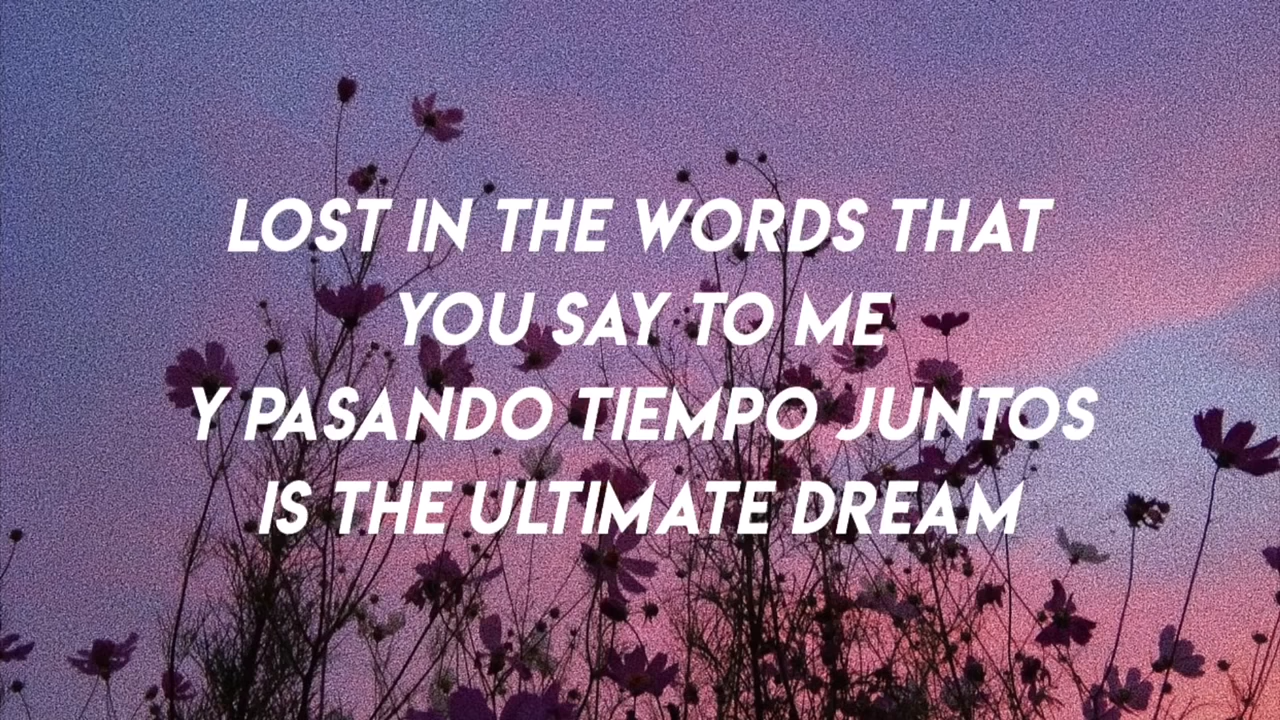 LOST IN THE WORDS THAT
YOU SAY TO ME
Y PASANDO TIEMPO JUNTOS
IS THE ULTIMATE DREAM